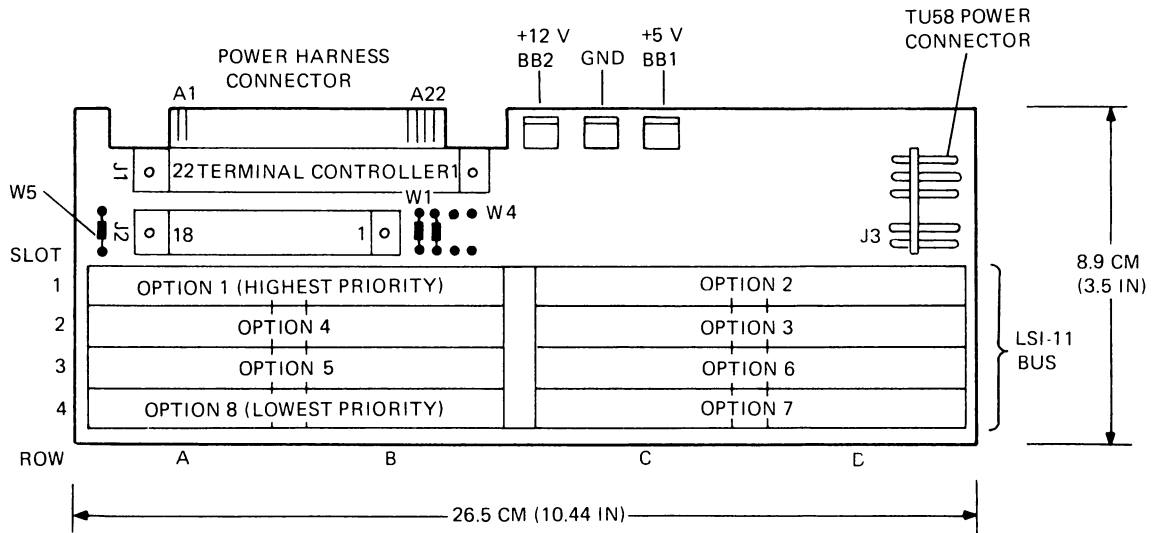 TU58 POWER
CONNECTOR
+12 V
BB2
GND
+5 V
BB1
POWER HARNESS
CONNECTOR
A1
A22
J1
22 TERMINAL CONTROLLER 1
W5
J2
18
1
W1
W4
J3
SLOT
1
OPTION 1 (HIGHEST PRIORITY)
OPTION 2
2
OPTION 4
OPTION 3
3
OPTION 5
OPTION 6
4
OPTION 8 (LOWEST PRIORITY)
OPTION 7
LSI-11
BUS
8.9 CM
(3.5 IN)
ROW
A
B
C
D
26.5 CM (10.44 IN)